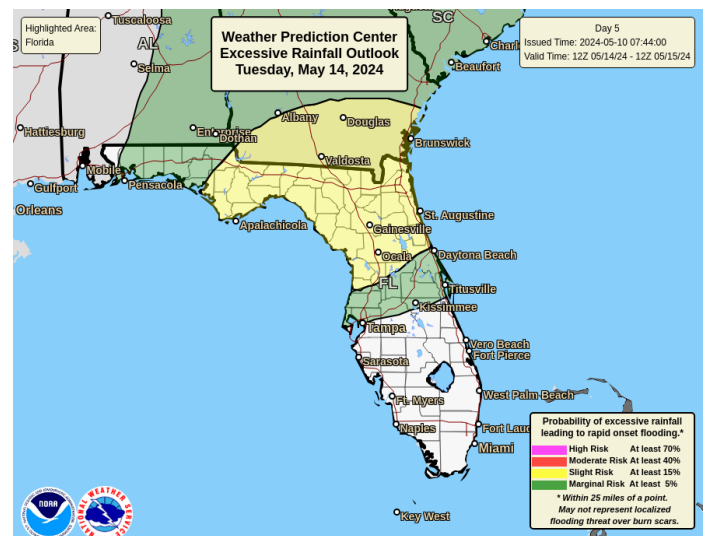 Highlighted Area:
Florida
Weather Prediction Center
Excessive Rainfall Outlook
Tuesday, May 14, 2024
Day 5
Issued Time: 2024-05-10 07:44:00
Valid Time: 12Z 05/14/24 - 12Z 05/15/24
SC
Tuscaloosa
AL
Charl
Selma
Beaufort
Albany
Douglas
Hattiesburg
Enterprise
Dothan
Brunswick
Valdosta
Mobile
Pensacola
Gulfport
Orleans
St. Augustine
Apalachicola
Gainesville
Ocala
Daytona Beach
FL
Titusville
Kissimmee
Tampa
Vero Beach
Fort Pierce
Sarasota
West Palm Beach
Ft. Myers
Naples
Fort Laud
Miami
Key West
Probability of excessive rainfall
leading to rapid onset flooding.*
High Risk At least 70%
Moderate Risk At least 40%
Slight Risk At least 15%
Marginal Risk At least 5%
* Within 25 miles of a point.
May not represent localized
flooding threat over burn scars.
NOAA
NATIONAL WEATHER SERVICE